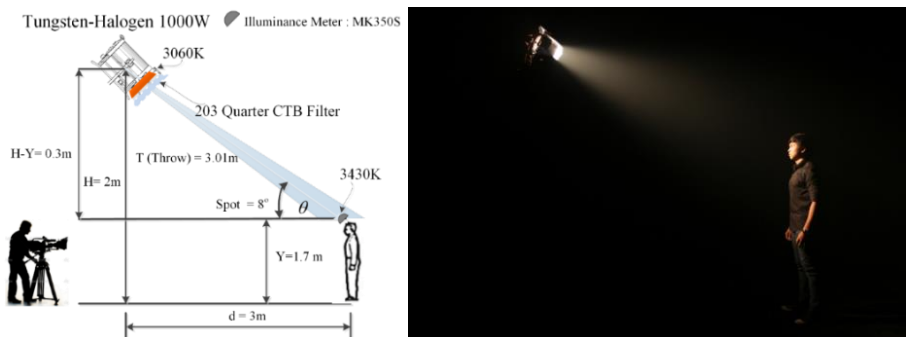 Tungsten-Halogen 1000W
Illuminance Meter : MK350S
3060K
203 Quarter CTB Filter
H-Y= 0.3m
T (Throw) = 3.01m
H= 2m
3430K
Spot = 8°
θ
Y=1.7 m
d = 3m